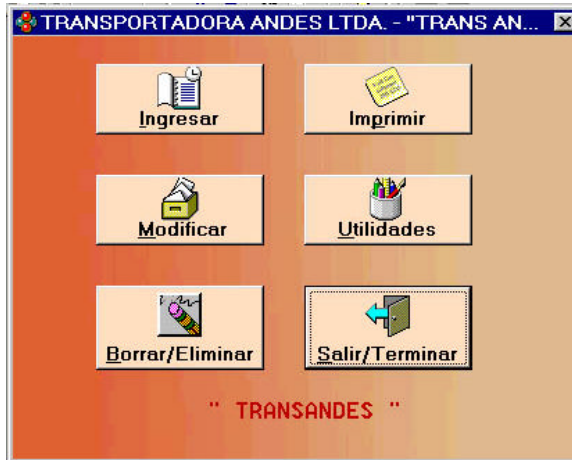 TRANSPORTADORA ANDES LTDA. - "TRANS AN...
Ingresar
Imprimir
Modificar
Utilidades
Borrar/Eliminar
Salir/Terminar
" TRANSANDES "